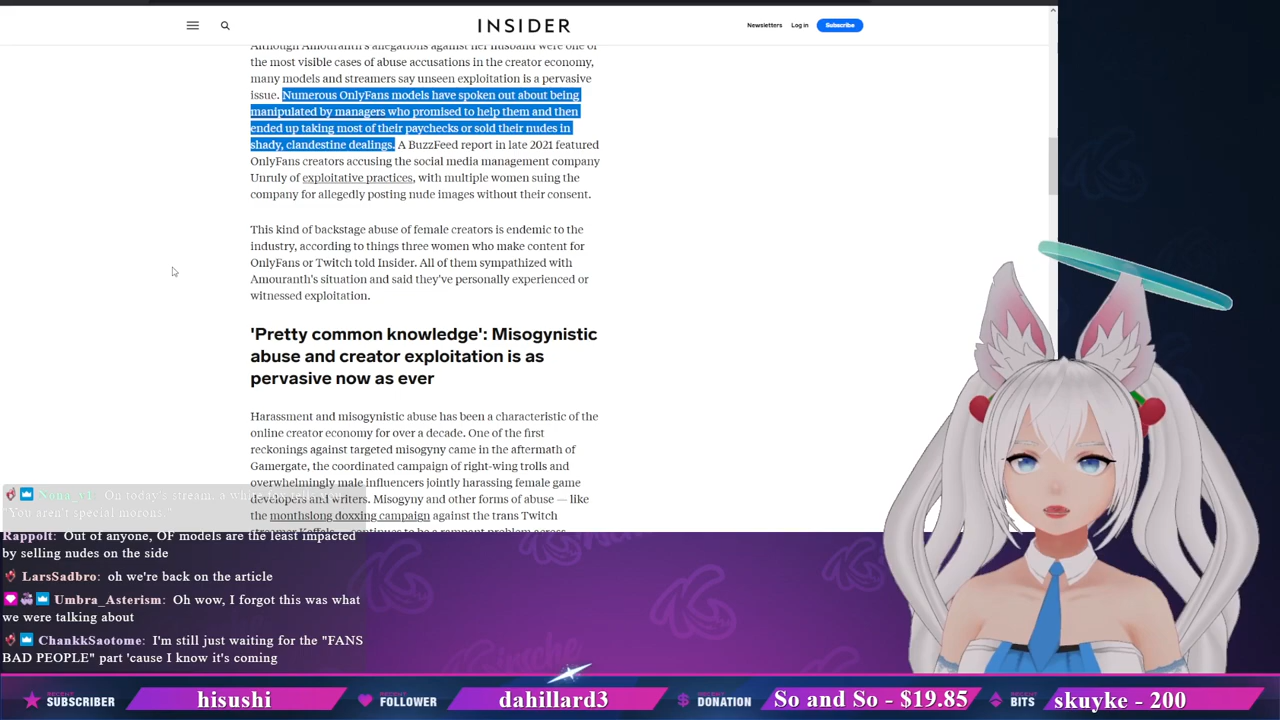 INSIDER
Newsletters
Log in
Subscribe
Although Amouranth's allegations against her husband were one of
the most visible cases of abuse accusations in the creator economy,
many models and streamers say unseen exploitation is a pervasive
issue. Numerous OnlyFans models have spoken out about being
manipulated by managers who promised to help them and then
ended up taking most of their paychecks or sold their nudes in
shady, clandestine dealings. A BuzzFeed report in late 2021 featured
OnlyFans creators accusing the social media management company
Unruly of exploitative practices, with multiple women suing the
company for allegedly posting nude images without their consent.
This kind of backstage abuse of female creators is endemic to the
industry, according to things three women who make content for
OnlyFans or Twitch told Insider. All of them sympathized with
Amouranth's situation and said they've personally experienced or
witnessed exploitation.
'Pretty common knowledge': Misogynistic
abuse and creator exploitation is as
pervasive now as ever
Harassment and misogynistic abuse has been a characteristic of the
online creator economy for over a decade. One of the first
reckonings against targeted misogyny came in the aftermath of
Gamergate, the coordinated campaign of right-wing trolls and
overwhelmingly male influencers jointly harassing female game
developers and writers. Misogyny and other forms of abuse — like
the monthslong doxxing campaign against the trans Twitch
streamer Keffals — continues to be a rampant problem across
On today's stream, a white
"You aren't special morons."
Rappolt: Out of anyone, OF models are the least impacted
by selling nudes on the side
LarsSadbro: oh we're back on the article
Umbra_Asterism: Oh wow, I forgot this was what
we were talking about
ChankkSaotome: I'm still just waiting for the "FANS
BAD PEOPLE" part 'cause I know it's coming
RECENT SUBSCRIBER hisushi
RECENT FOLLOWER dahillard3
RECENT DONATION So and So - $19.85
RECENT BITS skuyke - 200